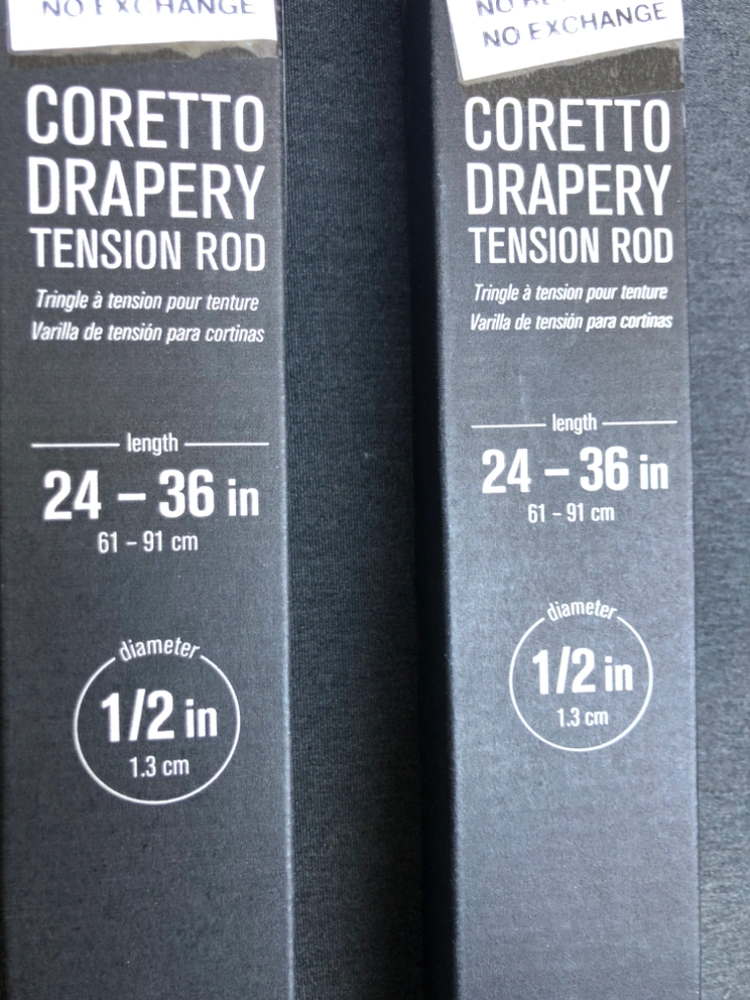 NO EXCHANGE
CORETTO
DRAPERY
TENSION ROD
Tringle à tension pour tenture
Varilla de tensión para cortinas
length
24 – 36 in
61 – 91 cm
diameter
1/2 in
1.3 cm
NO
NO EXCHANGE
CORETTO
DRAPERY
TENSION ROD
Tringle à tension pour tenture
Varilla de tensión para cortinas
length
24 – 36 in
61 – 91 cm
diameter
1/2 in
1.3 cm